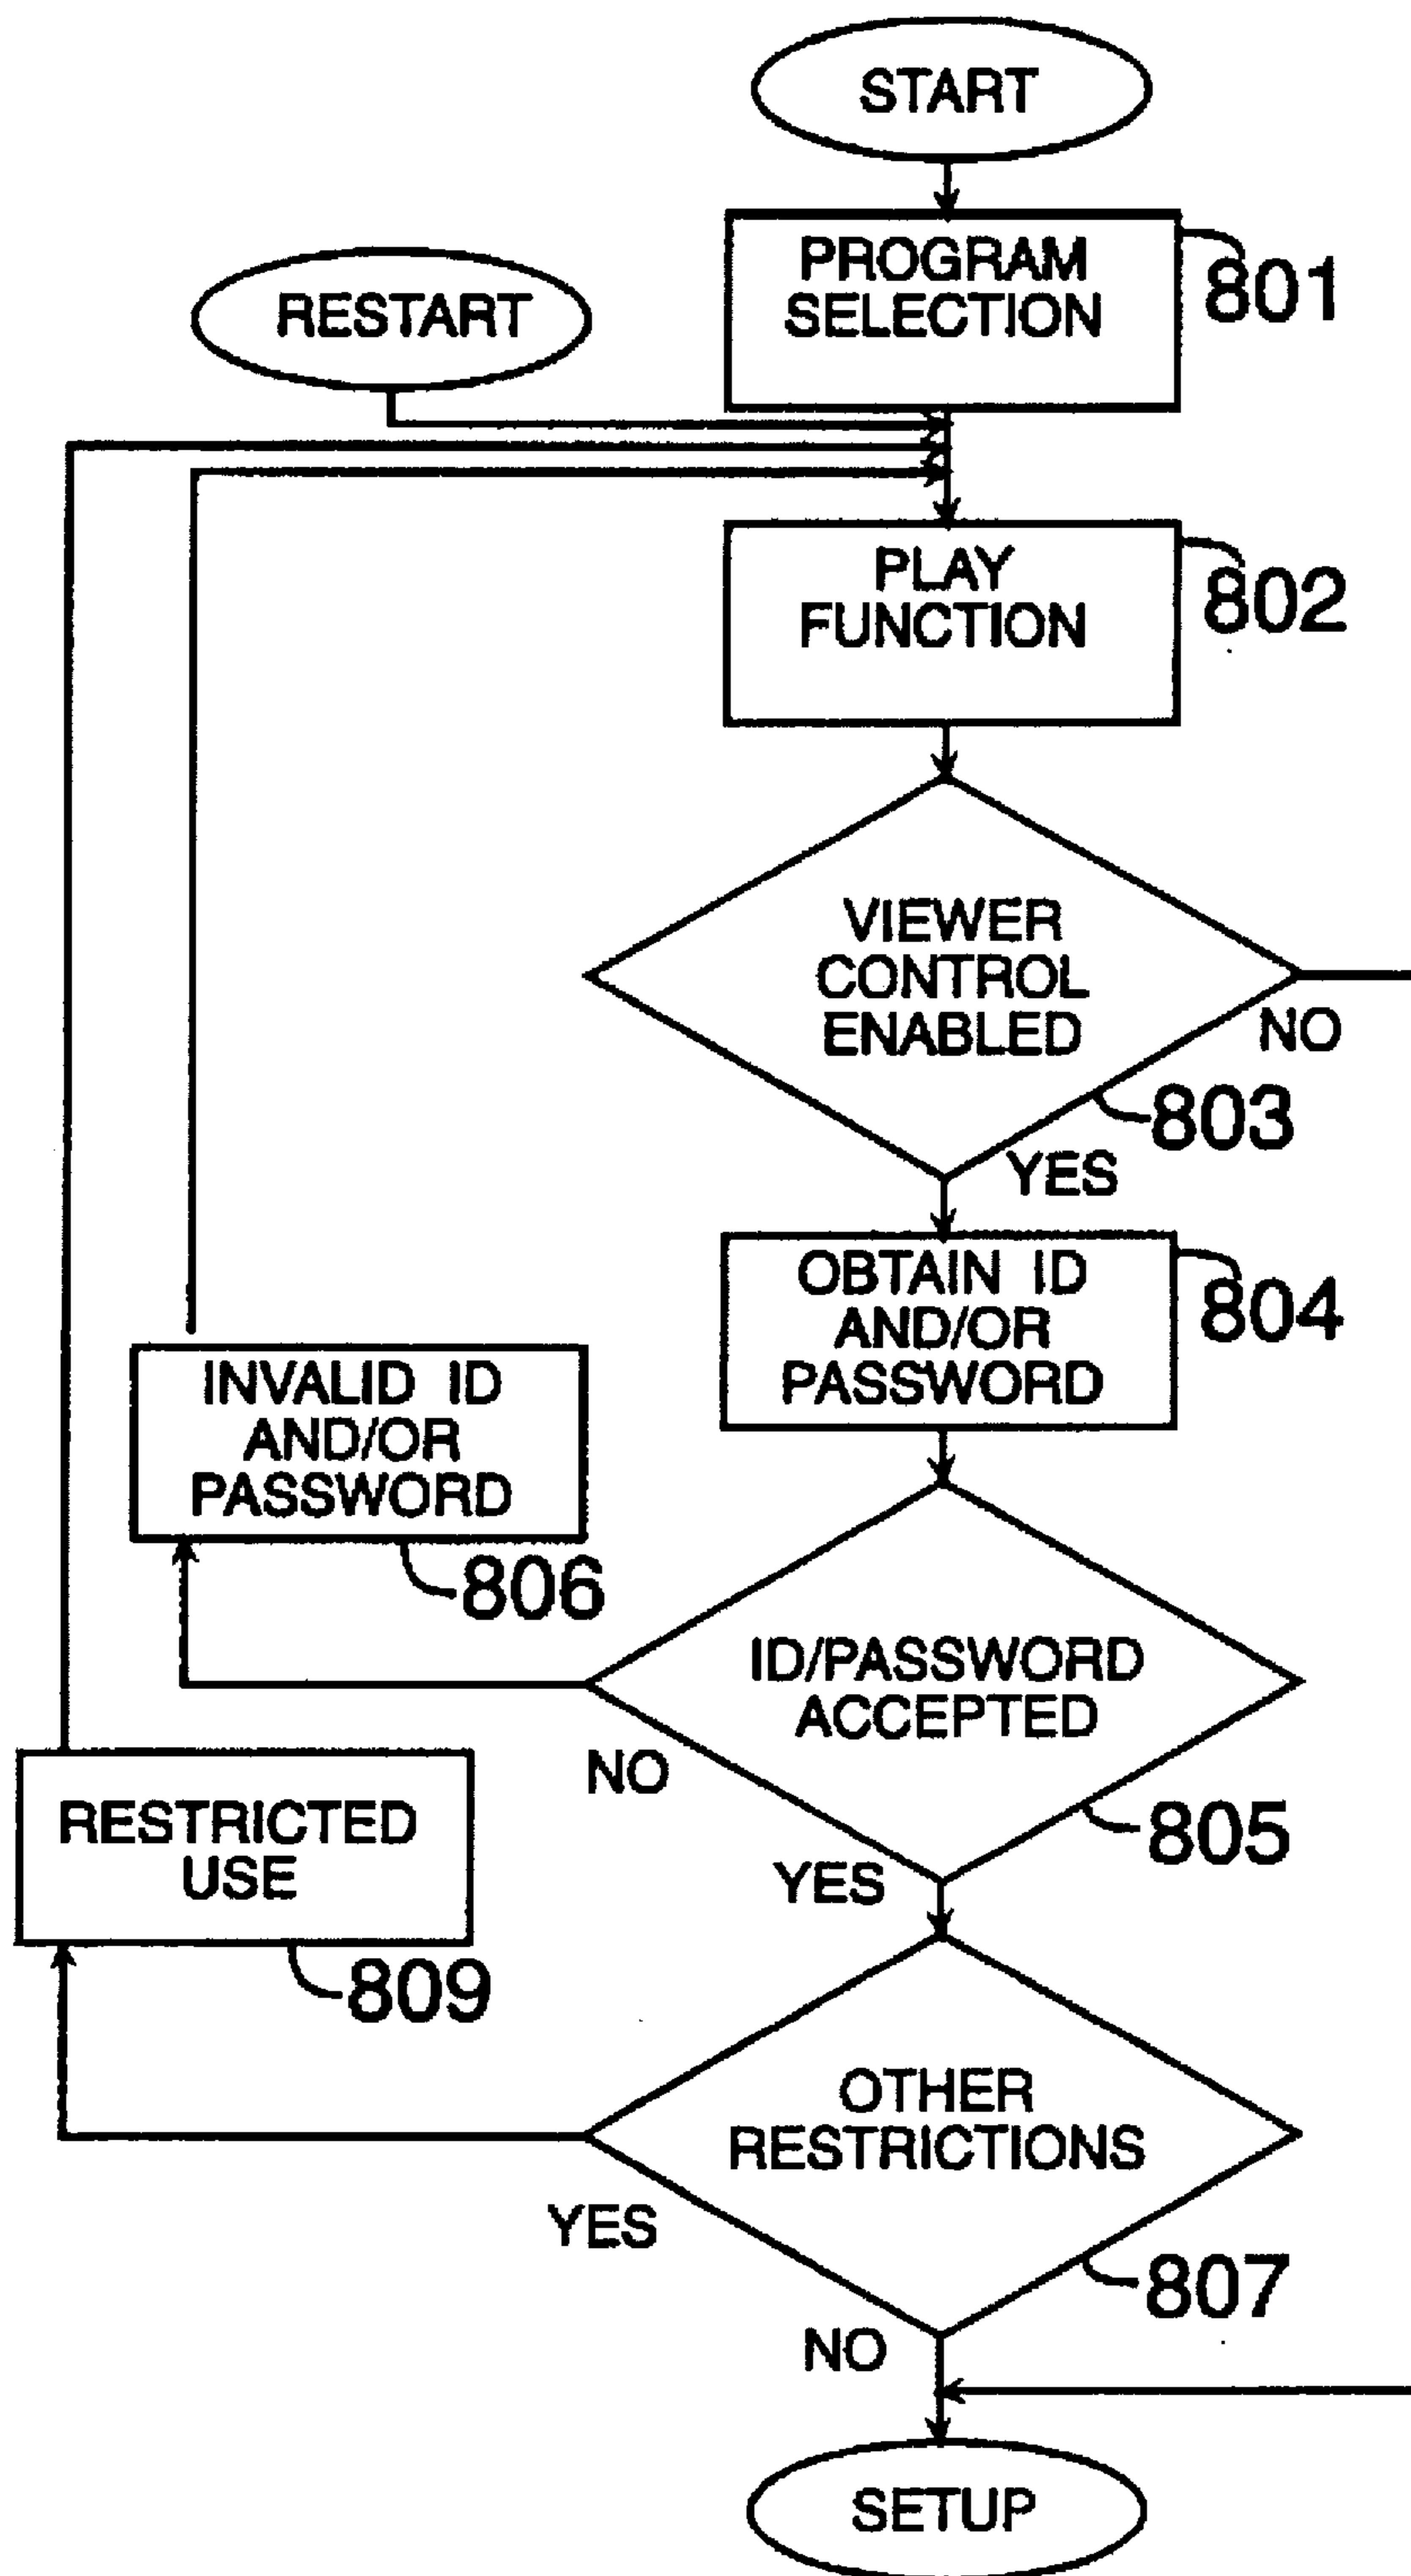 START
PROGRAM
SELECTION
801
RESTART
PLAY
FUNCTION
802
VIEWER
CONTROL
ENABLED
NO
803
YES
OBTAIN ID
AND/OR
PASSWORD
804
INVALID ID
AND/OR
PASSWORD
806
ID/PASSWORD
ACCEPTED
NO
805
YES
RESTRICTED
USE
809
OTHER
RESTRICTIONS
YES
807
NO
SETUP